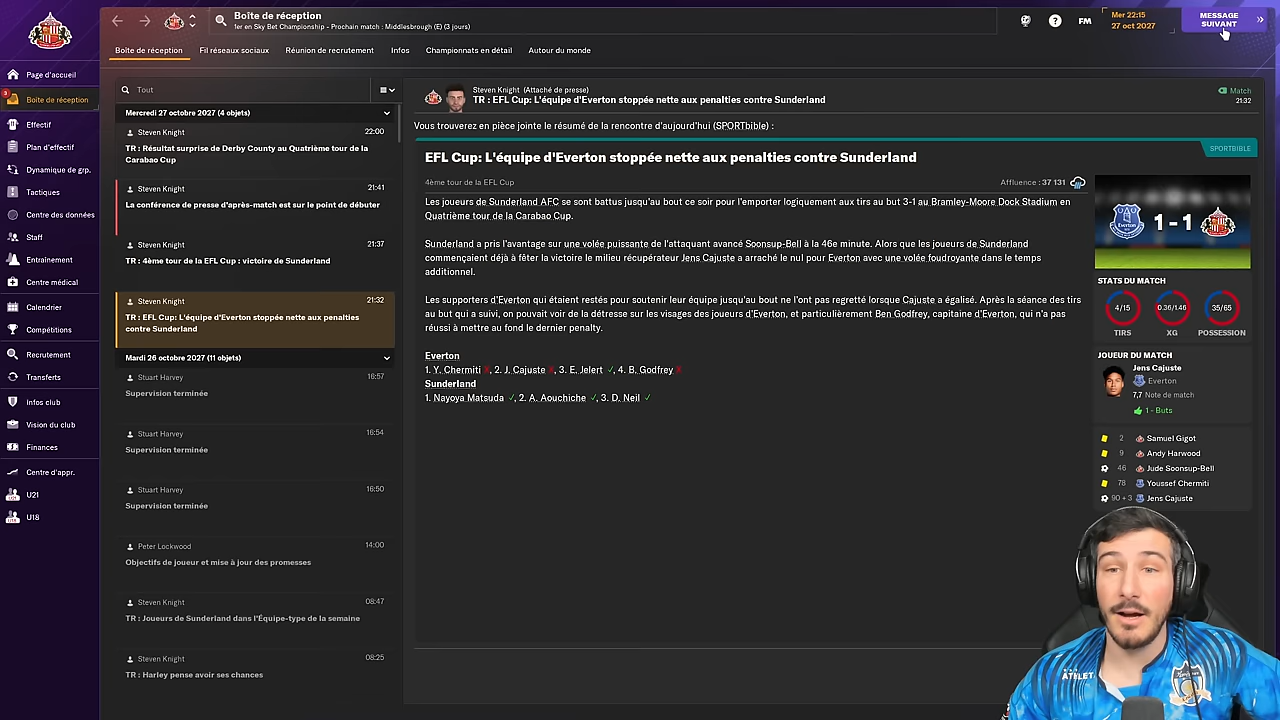 Boîte de réception
1er en Sky Bet Championship - Prochain match : Middlesbrough (E) (3 jours)
FM
Mer 22:15
27 oct 2027
MESSAGE
SUIVANT
Boîte de réception
Fil réseaux sociaux
Réunion de recrutement
Infos
Championnats en détail
Autour du monde
Page d'accueil
3
Boîte de réception
Effectif
Plan d'effectif
Dynamique de grp.
Tactiques
Centre des données
Staff
Entraînement
Centre médical
Calendrier
Compétitions
Recrutement
Transferts
Infos club
Vision du club
Finances
Centre d'appr.
U21
U18
Tout
Mercredi 27 octobre 2027 (4 objets)
Steven Knight 22:00
TR : Résultat surprise de Derby County au Quatrième tour de la
Carabao Cup
Steven Knight 21:41
La conférence de presse d'après-match est sur le point de débuter
Steven Knight 21:37
TR : 4ème tour de la EFL Cup : victoire de Sunderland
Steven Knight 21:32
TR : EFL Cup: L'équipe d'Everton stoppée nette aux penalties
contre Sunderland
Mardi 26 octobre 2027 (11 objets)
Stuart Harvey 16:57
Supervision terminée
Stuart Harvey 16:54
Supervision terminée
Stuart Harvey 16:50
Supervision terminée
Peter Lockwood 14:00
Objectifs de joueur et mise à jour des promesses
Steven Knight 08:47
TR : Joueurs de Sunderland dans l'Équipe-type de la semaine
Steven Knight 08:25
TR : Harley pense avoir ses chances
Steven Knight (Attaché de presse)
TR : EFL Cup: L'équipe d'Everton stoppée nette aux penalties contre Sunderland
Match
21:32
Vous trouverez en pièce jointe le résumé de la rencontre d'aujourd'hui (SPORTbible) :
SPORTBIBLE
EFL Cup: L'équipe d'Everton stoppée nette aux penalties contre Sunderland
4ème tour de la EFL Cup
Affluence : 37 131
Les joueurs de Sunderland AFC se sont battus jusqu'au bout ce soir pour l'emporter logiquement aux tirs au but 3-1 au Bramley-Moore Dock Stadium en
Quatrième tour de la Carabao Cup.
Sunderland a pris l'avantage sur une volée puissante de l'attaquant avancé Soonsup-Bell à la 46e minute. Alors que les joueurs de Sunderland
commençaient déjà à fêter la victoire le milieu récupérateur Jens Cajuste a arraché le nul pour Everton avec une volée foudroyante dans le temps
additionnel.
Les supporters d'Everton qui étaient restés pour soutenir leur équipe jusqu'au bout ne l'ont pas regretté lorsque Cajuste a égalisé. Après la séance des tirs
au but qui suivi, on pouvait voir de la détresse sur les visages des joueurs d'Everton, et particulièrement Ben Godfrey, capitaine d'Everton, qui n'a pas
réussi à mettre au fond le dernier penalty.
Everton
1. Y. Chermiti ✗, 2. J. Cajuste ✗, 3. E. Jelert ✓, 4. B. Godfrey ✗
Sunderland
1. Nayoya Matsuda ✓, 2. A. Aouchiche ✓, 3. D. Neil ✓
Everton
1-1
STATS DU MATCH
4/15
0.36/1.46
35/65
TIRS
XG
POSSESSION
JOUEUR DU MATCH
Jens Cajuste
Everton
7,7 Note de match
1 - Buts
2 Samuel Gigot
9 Andy Harwood
46 Jude Soonsup-Bell
78 Youssef Chermiti
90 + 3 Jens Cajuste